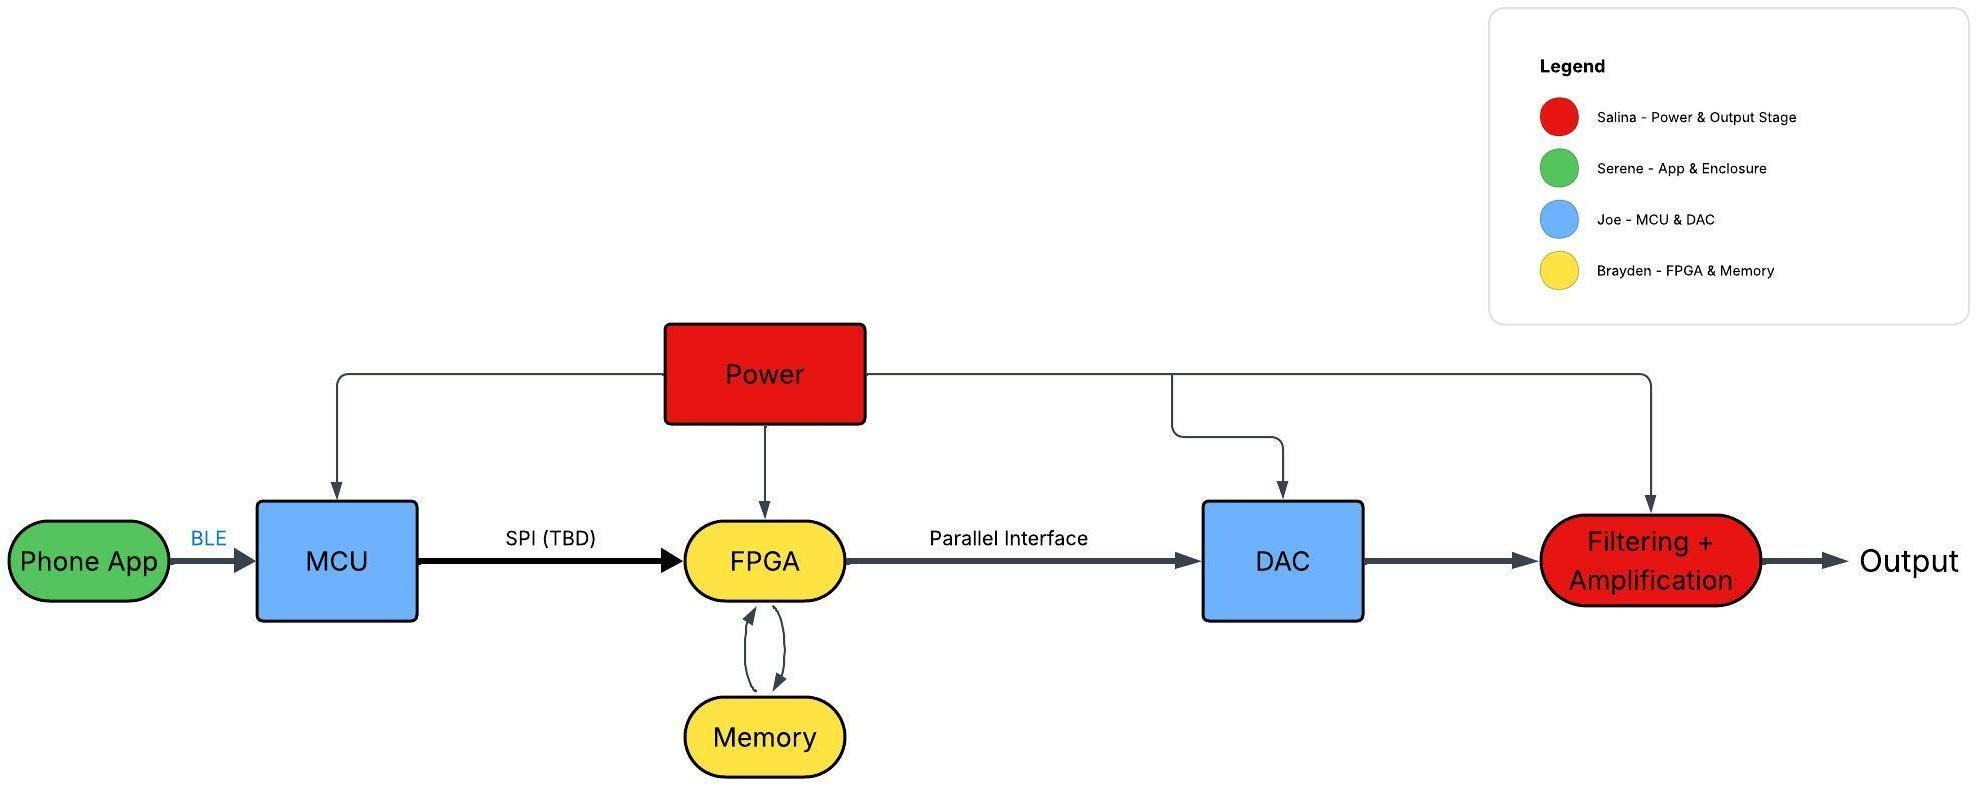 Legend
Salina - Power & Output Stage
Serene - App & Enclosure
Joe - MCU & DAC
Brayden - FPGA & Memory
Power
Phone App
BLE
MCU
SPI (TBD)
FPGA
Parallel Interface
DAC
Filtering +
Amplification
Output
Memory